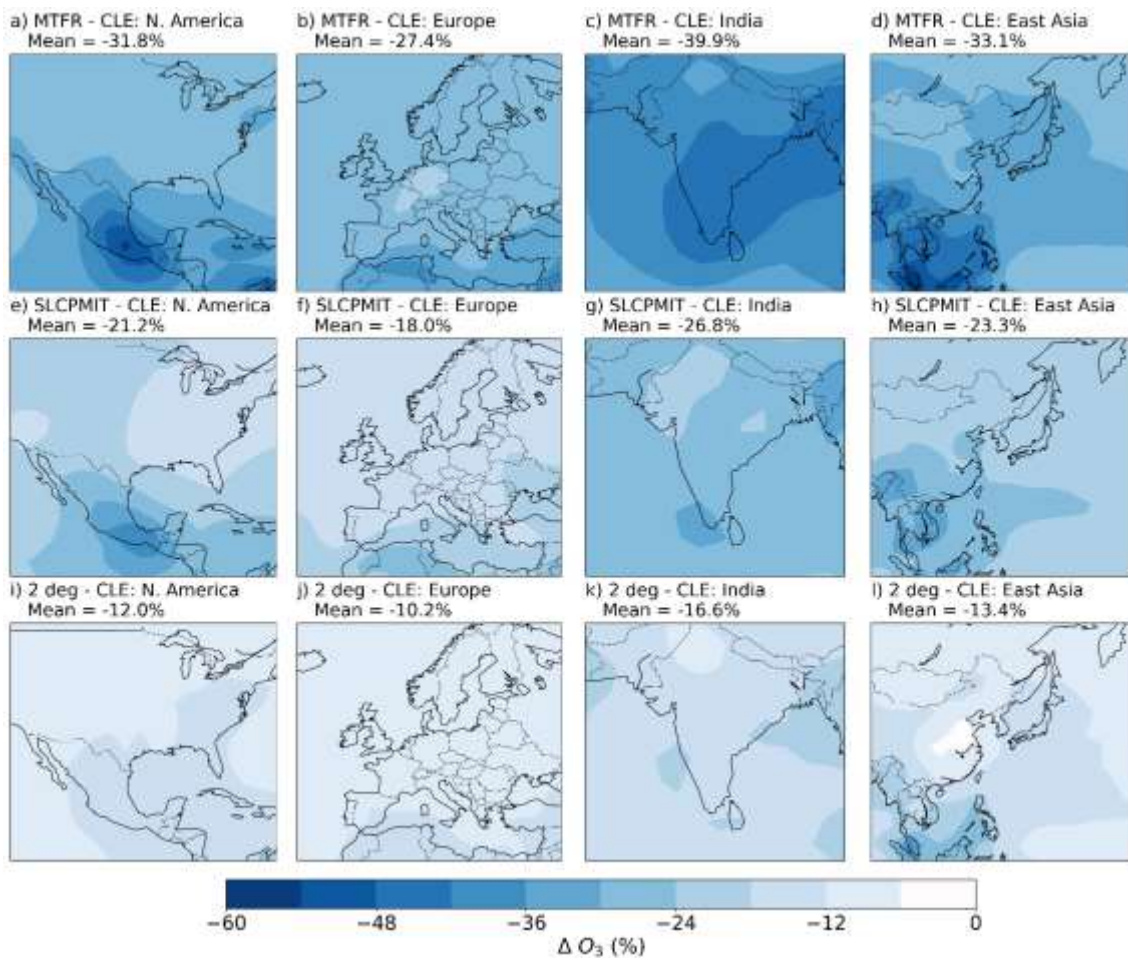 a) MTFR - CLE: N. America
Mean = -31.8%
b) MTFR - CLE: Europe
Mean = -27.4%
c) MTFR - CLE: India
Mean = -39.9%
d) MTFR - CLE: East Asia
Mean = -33.1%
e) SLCPMIT - CLE: N. America
Mean = -21.2%
f) SLCPMIT - CLE: Europe
Mean = -18.0%
g) SLCPMIT - CLE: India
Mean = -26.8%
h) SLCPMIT - CLE: East Asia
Mean = -23.3%
i) 2 deg - CLE: N. America
Mean = -12.0%
j) 2 deg - CLE: Europe
Mean = -10.2%
k) 2 deg - CLE: India
Mean = -16.6%
l) 2 deg - CLE: East Asia
Mean = -13.4%
−60 −48 −36 −24 −12 0
Δ O₃ (%)